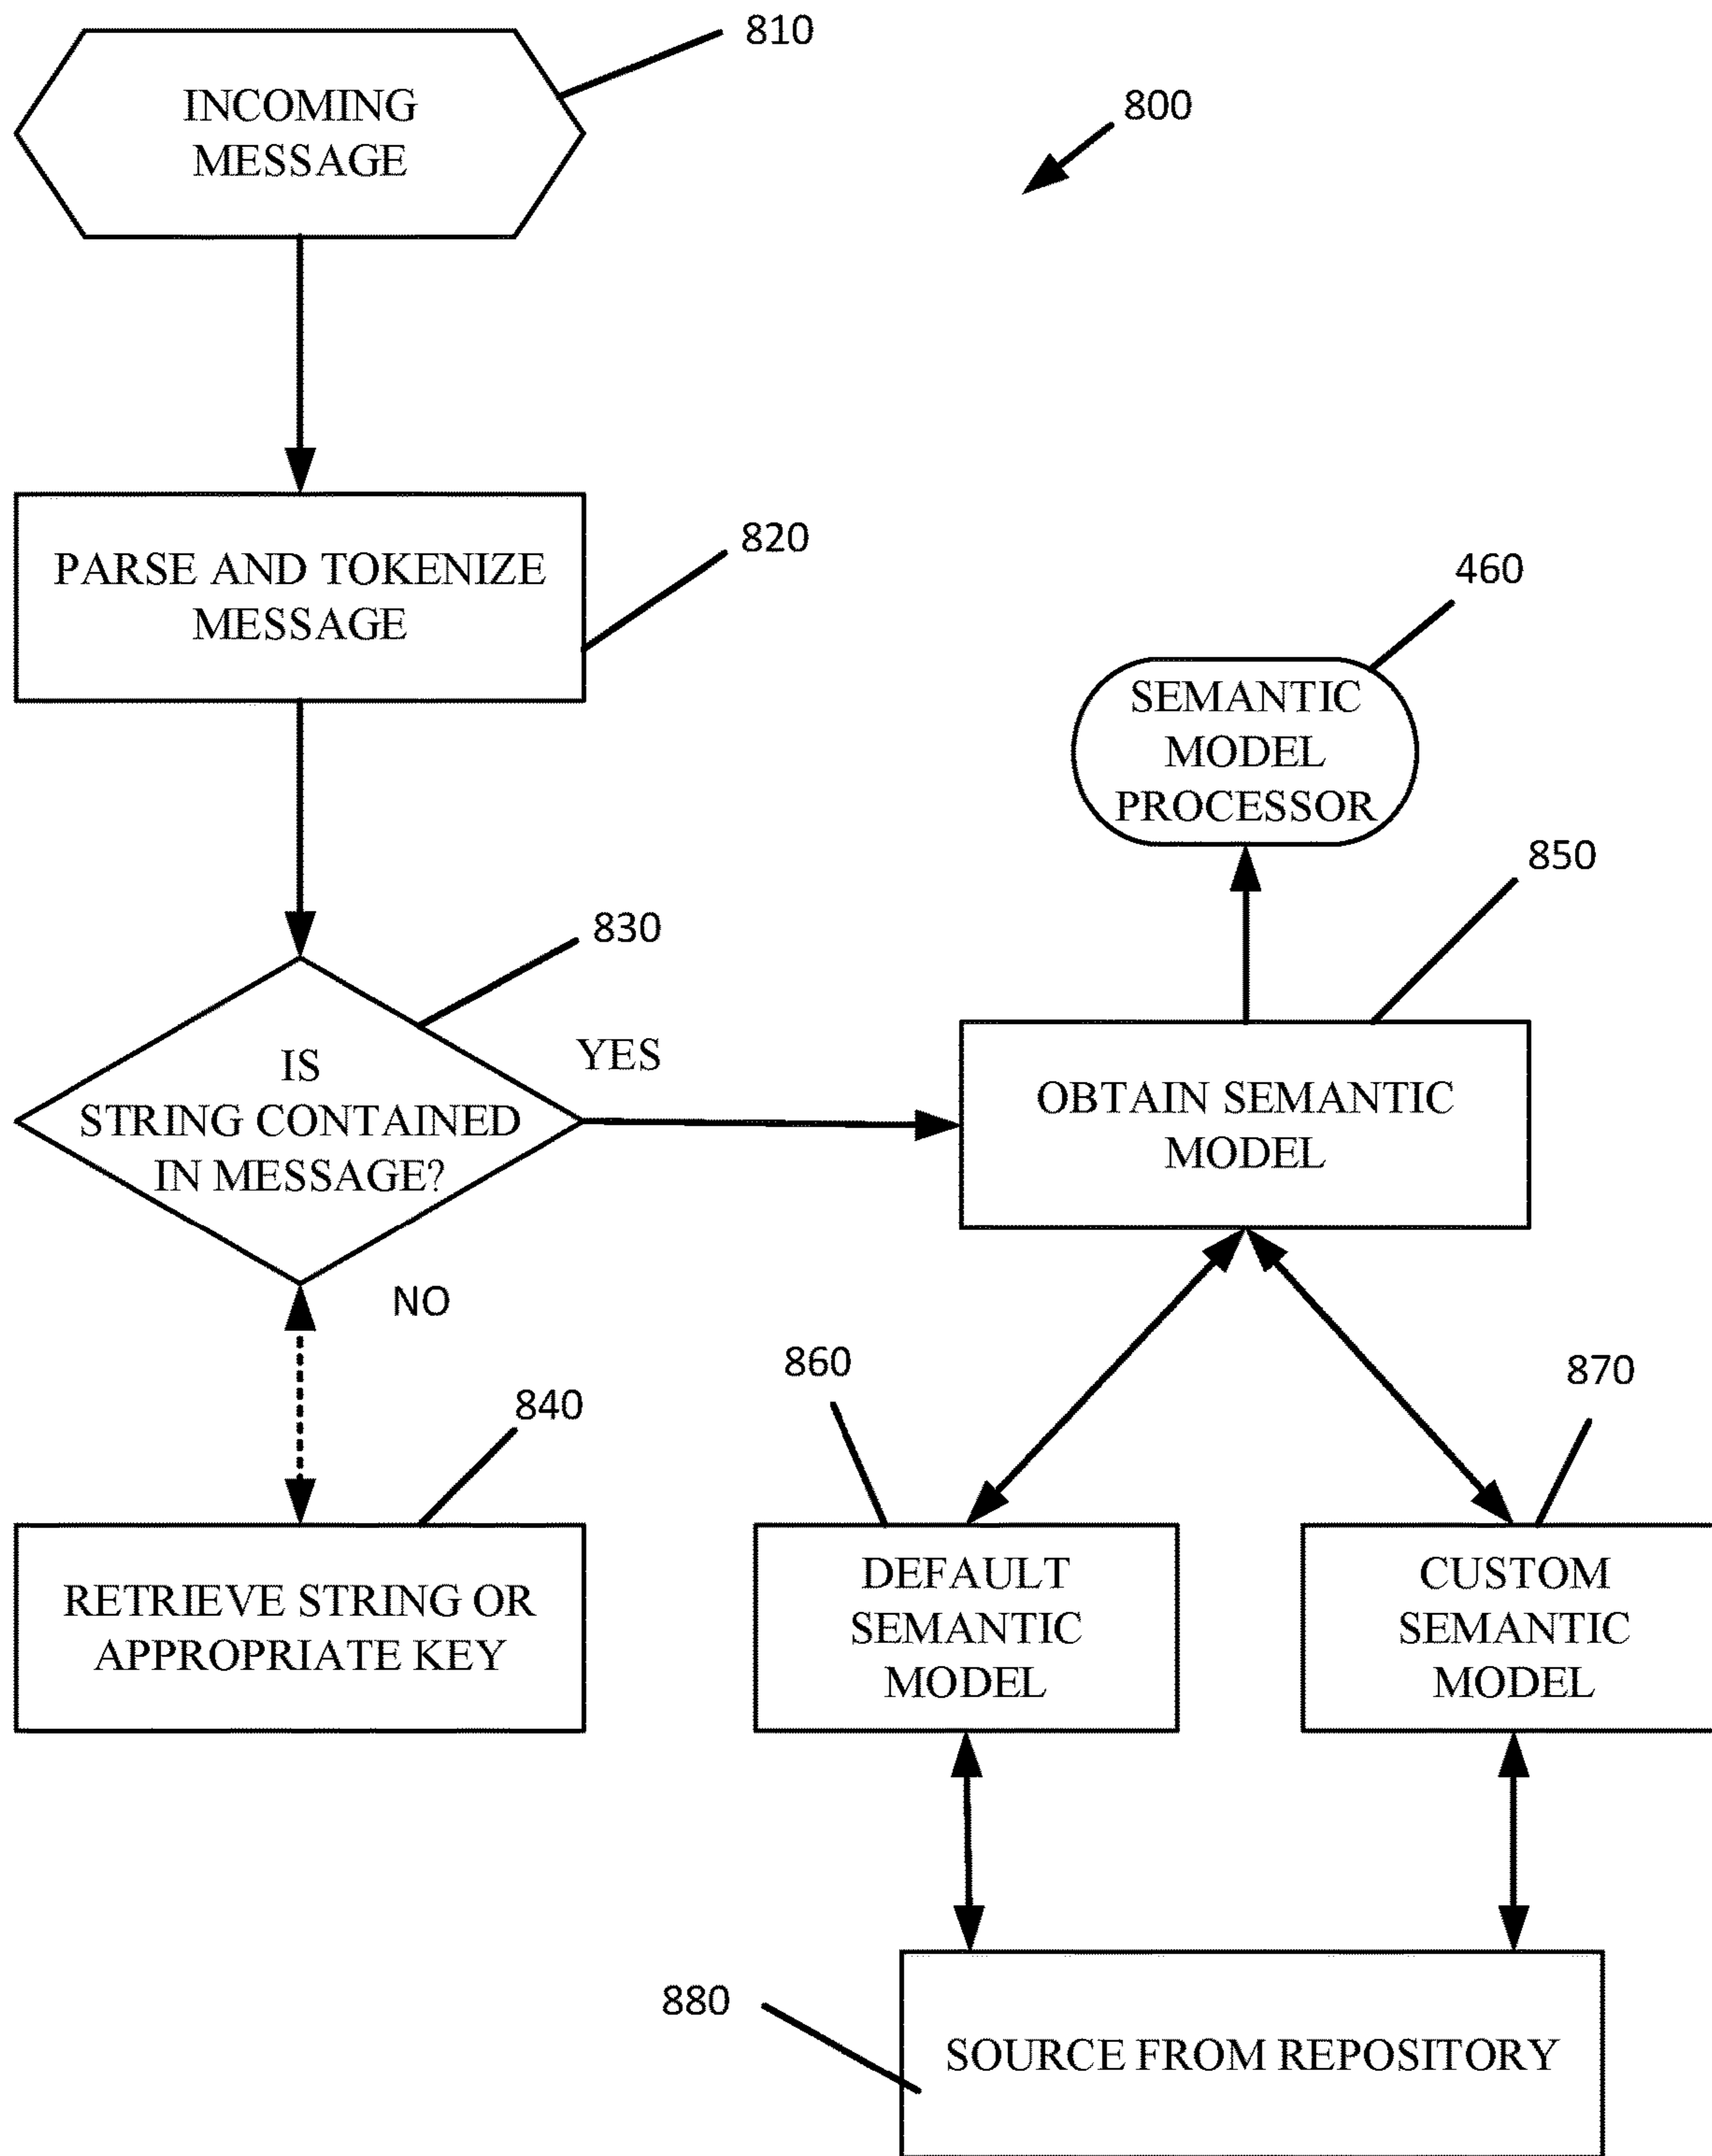 810
INCOMING
MESSAGE
800
820
PARSE AND TOKENIZE
MESSAGE
460
SEMANTIC
MODEL
PROCESSOR
850
830
IS
STRING CONTAINED
IN MESSAGE?
YES
OBTAIN SEMANTIC
MODEL
NO
860
870
840
RETRIEVE STRING OR
APPROPRIATE KEY
DEFAULT
SEMANTIC
MODEL
CUSTOM
SEMANTIC
MODEL
880
SOURCE FROM REPOSITORY